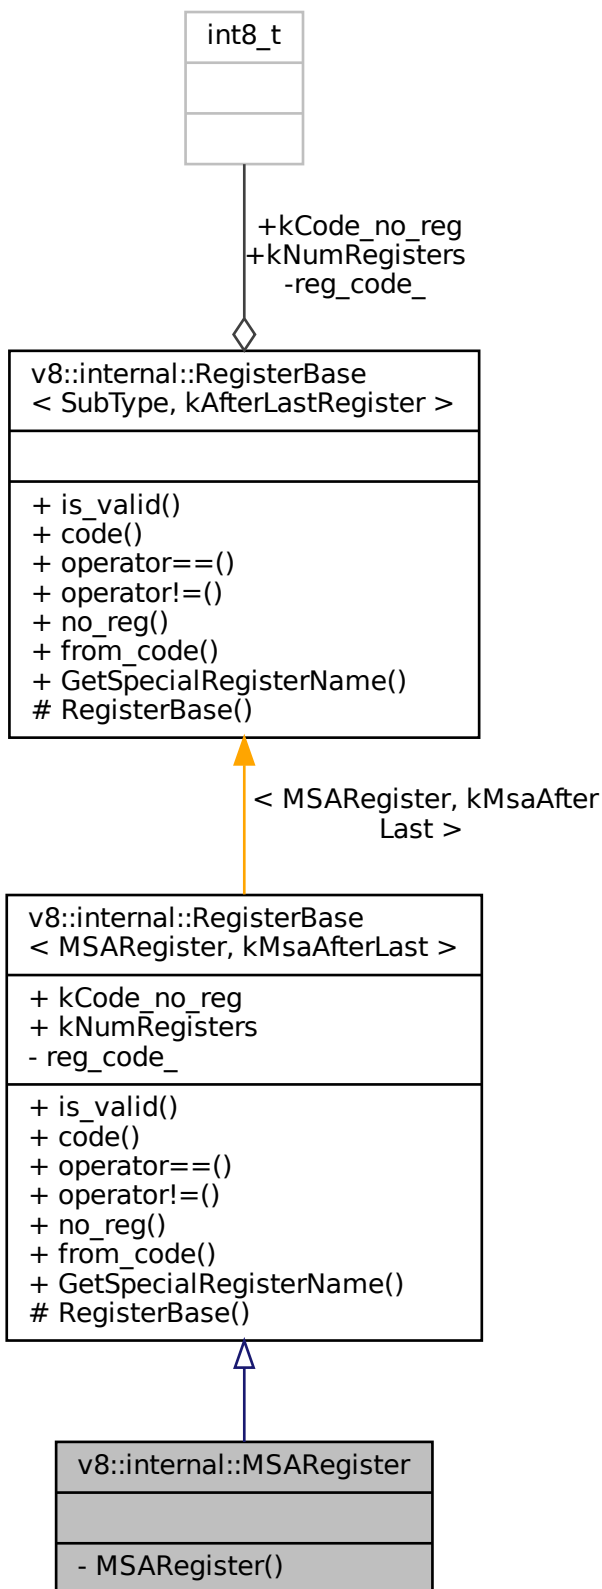 int8_t
+kCode_no_reg
+kNumRegisters
-reg_code_
v8::internal::RegisterBase
< SubType, kAfterLastRegister >
+ is_valid()
+ code()
+ operator==()
+ operator!=()
+ no_reg()
+ from_code()
+ GetSpecialRegisterName()
# RegisterBase()
< MSARegister, kMsaAfter
Last >
v8::internal::RegisterBase
< MSARegister, kMsaAfterLast >
+ kCode_no_reg
+ kNumRegisters
- reg_code_
+ is_valid()
+ code()
+ operator==()
+ operator!=()
+ no_reg()
+ from_code()
+ GetSpecialRegisterName()
# RegisterBase()
v8::internal::MSARegister
- MSARegister()